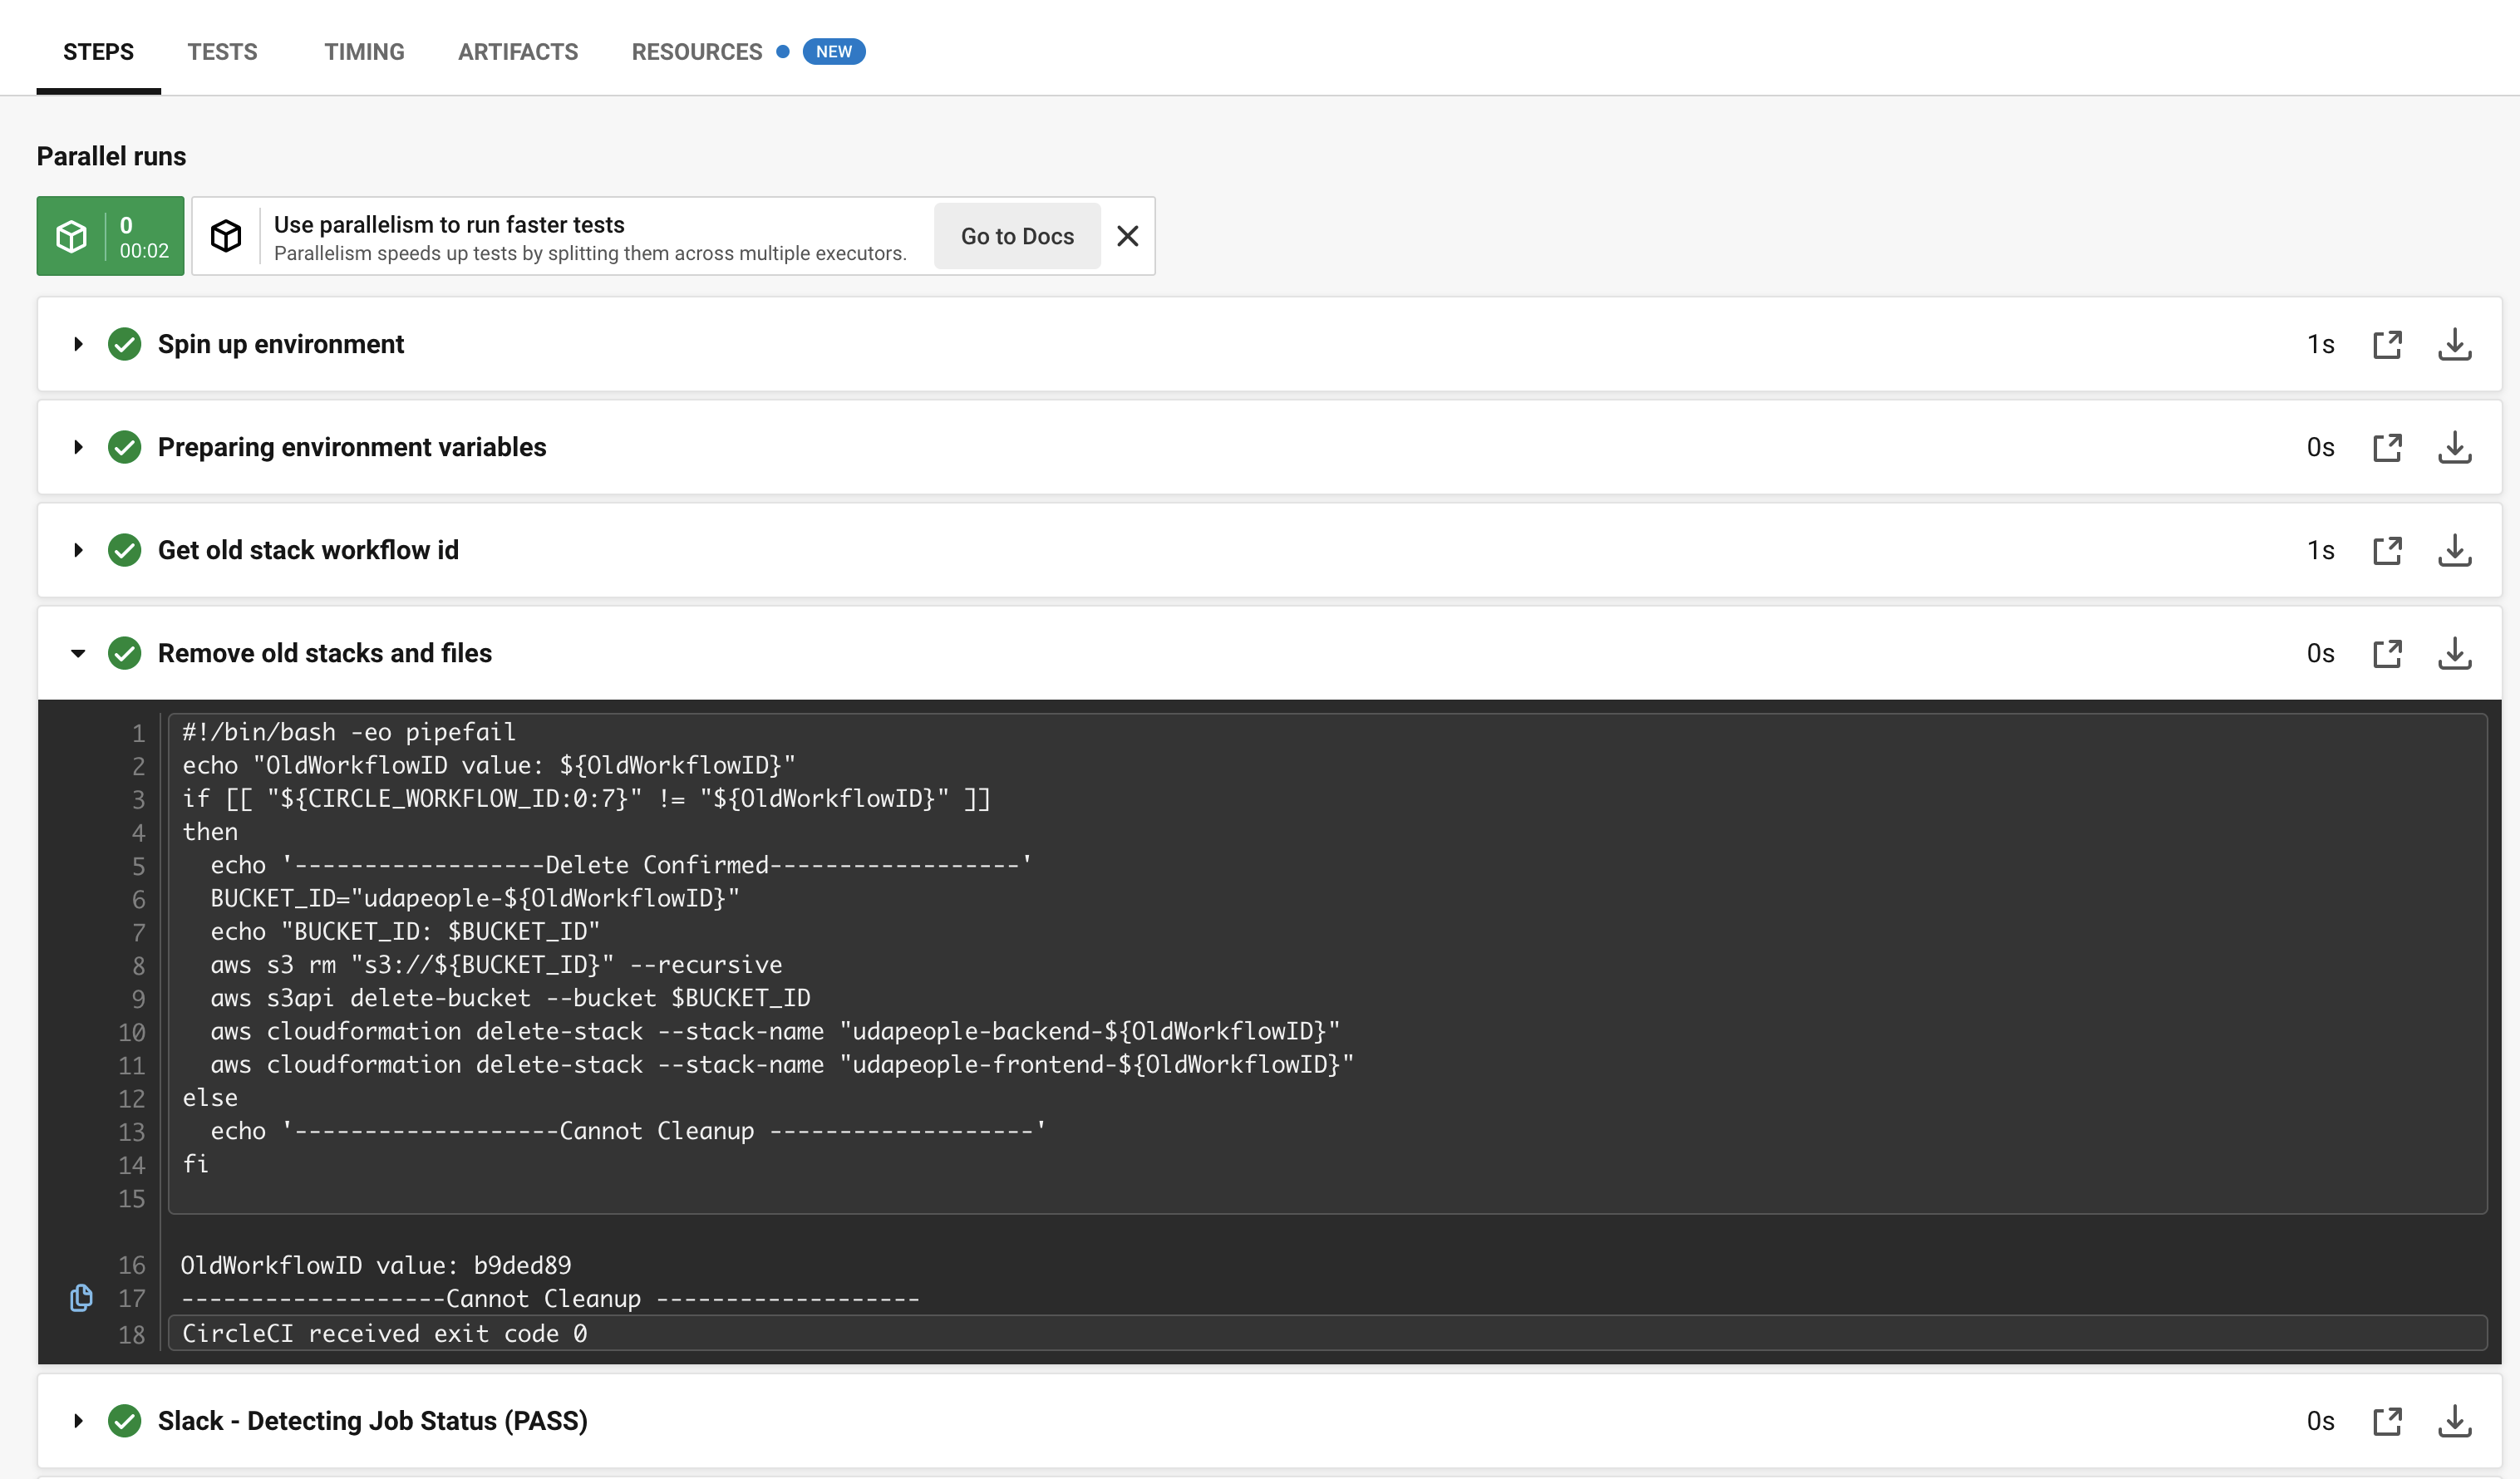 STEPS TESTS TIMING ARTIFACTS RESOURCES NEW
Parallel runs
0
00:02
Use parallelism to run faster tests
Parallelism speeds up tests by splitting them across multiple executors.
Go to Docs
Spin up environment 1s
Preparing environment variables 0s
Get old stack workflow id 1s
Remove old stacks and files 0s
1 #!/bin/bash -eo pipefail
2 echo "OldWorkflowID value: ${OldWorkflowID}"
3 if [[ "${CIRCLE_WORKFLOW_ID:0:7}" != "${OldWorkflowID}" ]]
4 then
5   echo '------------------Delete Confirmed------------------'
6   BUCKET_ID="udapeople-${OldWorkflowID}"
7   echo "BUCKET_ID: $BUCKET_ID"
8   aws s3 rm "s3://${BUCKET_ID}" --recursive
9   aws s3api delete-bucket --bucket $BUCKET_ID
10   aws cloudformation delete-stack --stack-name "udapeople-backend-${OldWorkflowID}"
11   aws cloudformation delete-stack --stack-name "udapeople-frontend-${OldWorkflowID}"
12 else
13   echo '-------------------Cannot Cleanup -------------------'
14 fi
15
16 OldWorkflowID value: b9ded89
17 -------------------Cannot Cleanup -------------------
18 CircleCI received exit code 0
Slack - Detecting Job Status (PASS) 0s